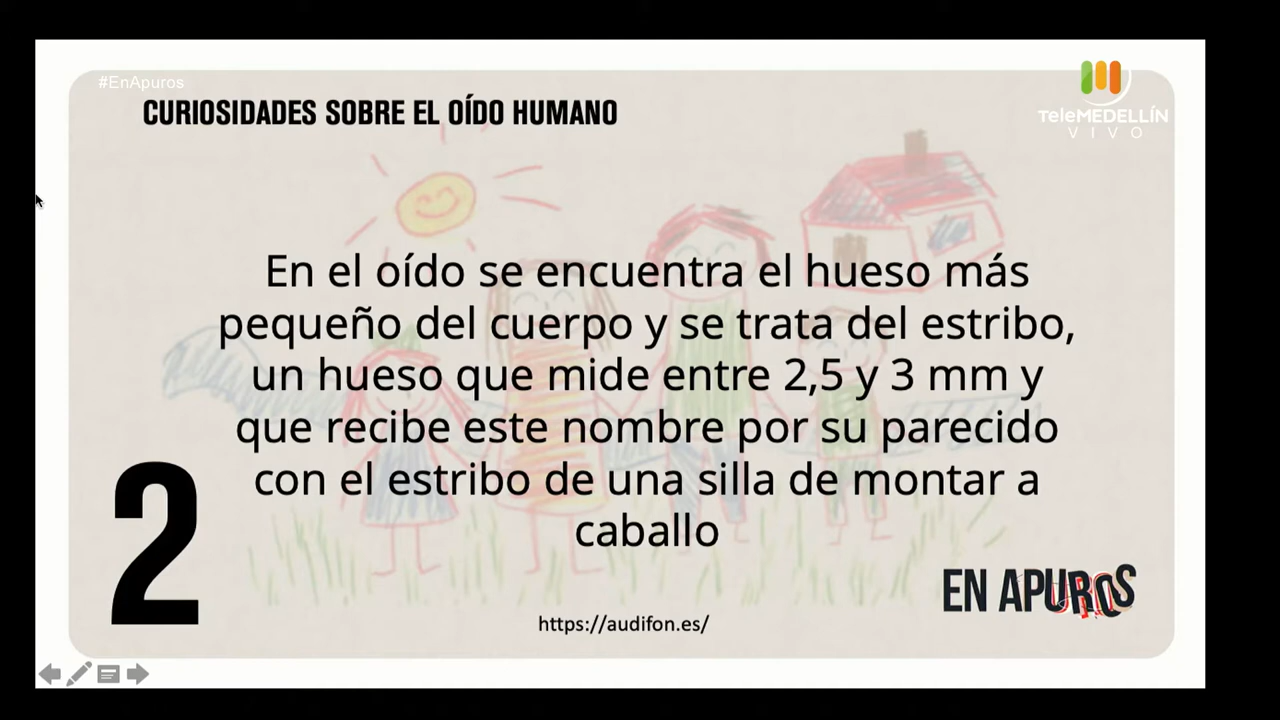 #EnApuros
CURIOSIDADES SOBRE EL OÍDO HUMANO
TeleMEDELLÍN
VIVO
En el oído se encuentra el hueso más
pequeño del cuerpo y se trata del estribo,
un hueso que mide entre 2,5 y 3 mm y
que recibe este nombre por su parecido
con el estribo de una silla de montar a
caballo
2
EN APUROS
https://audifon.es/